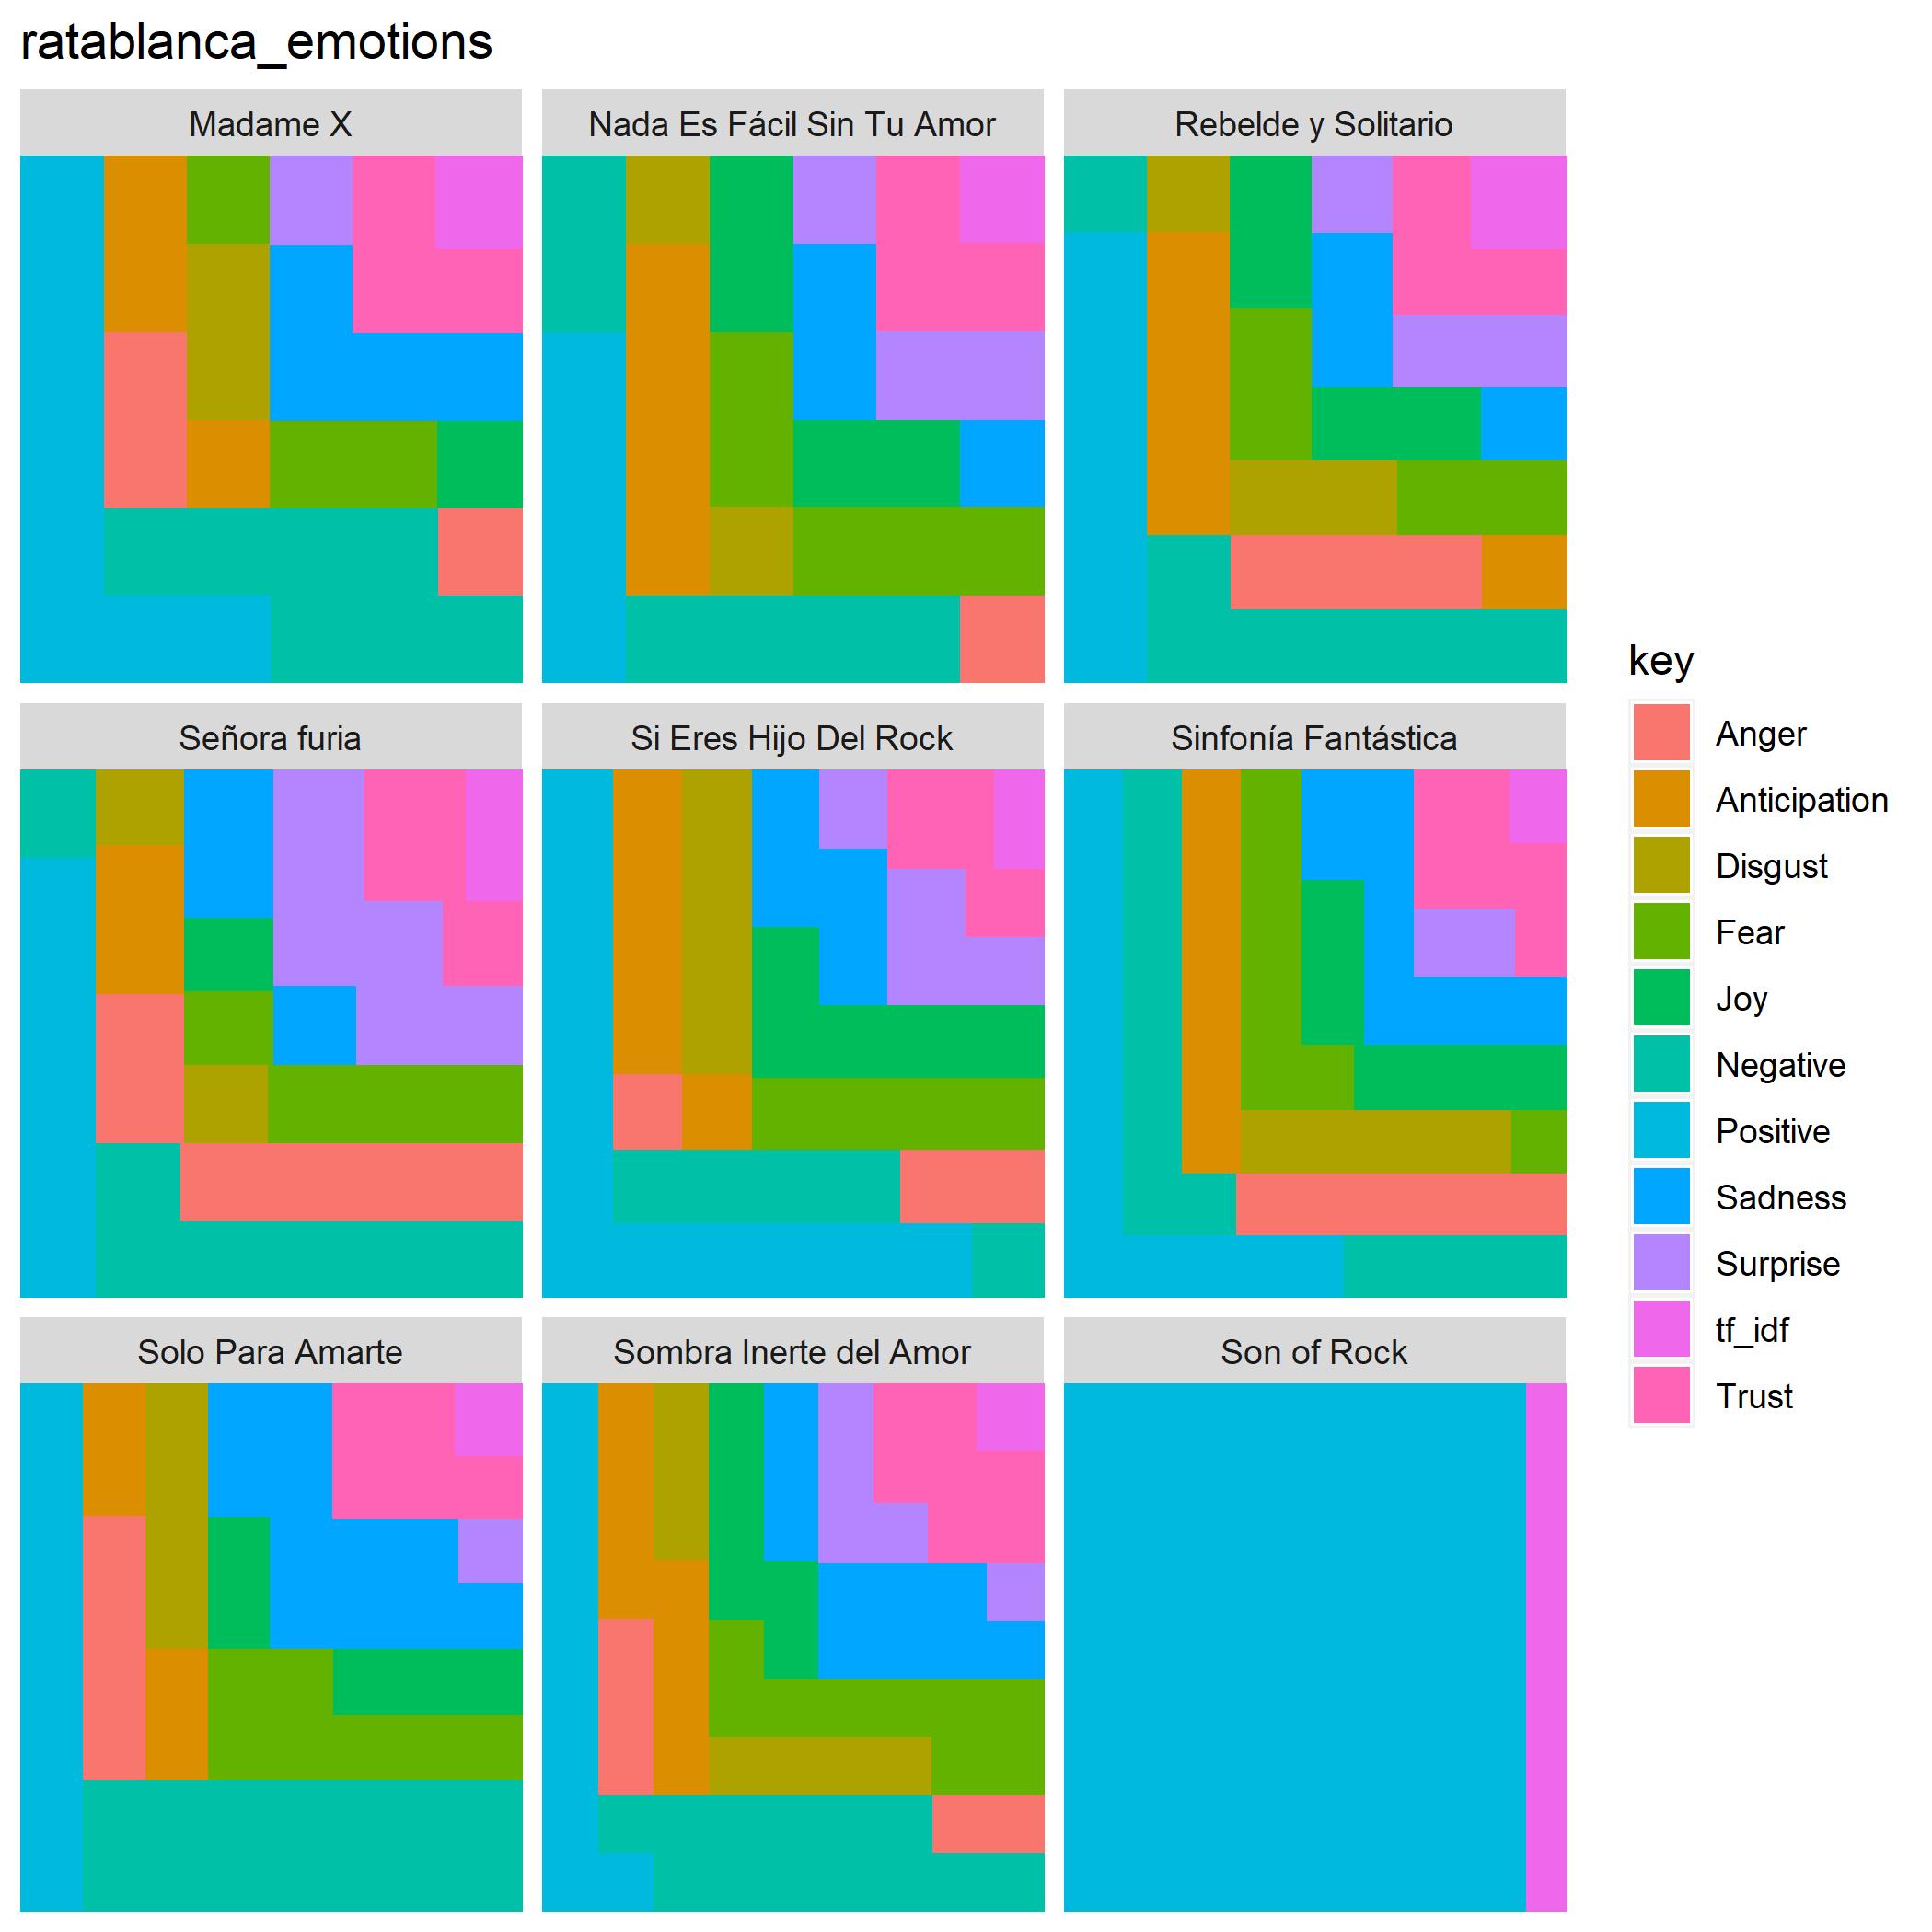 ratablanca_emotions
Madame X
Nada Es Fácil Sin Tu Amor
Rebelde y Solitario
Señora furia
Si Eres Hijo Del Rock
Sinfonía Fantástica
Solo Para Amarte
Sombra Inerte del Amor
Son of Rock
key
Anger
Anticipation
Disgust
Fear
Joy
Negative
Positive
Sadness
Surprise
tf_idf
Trust